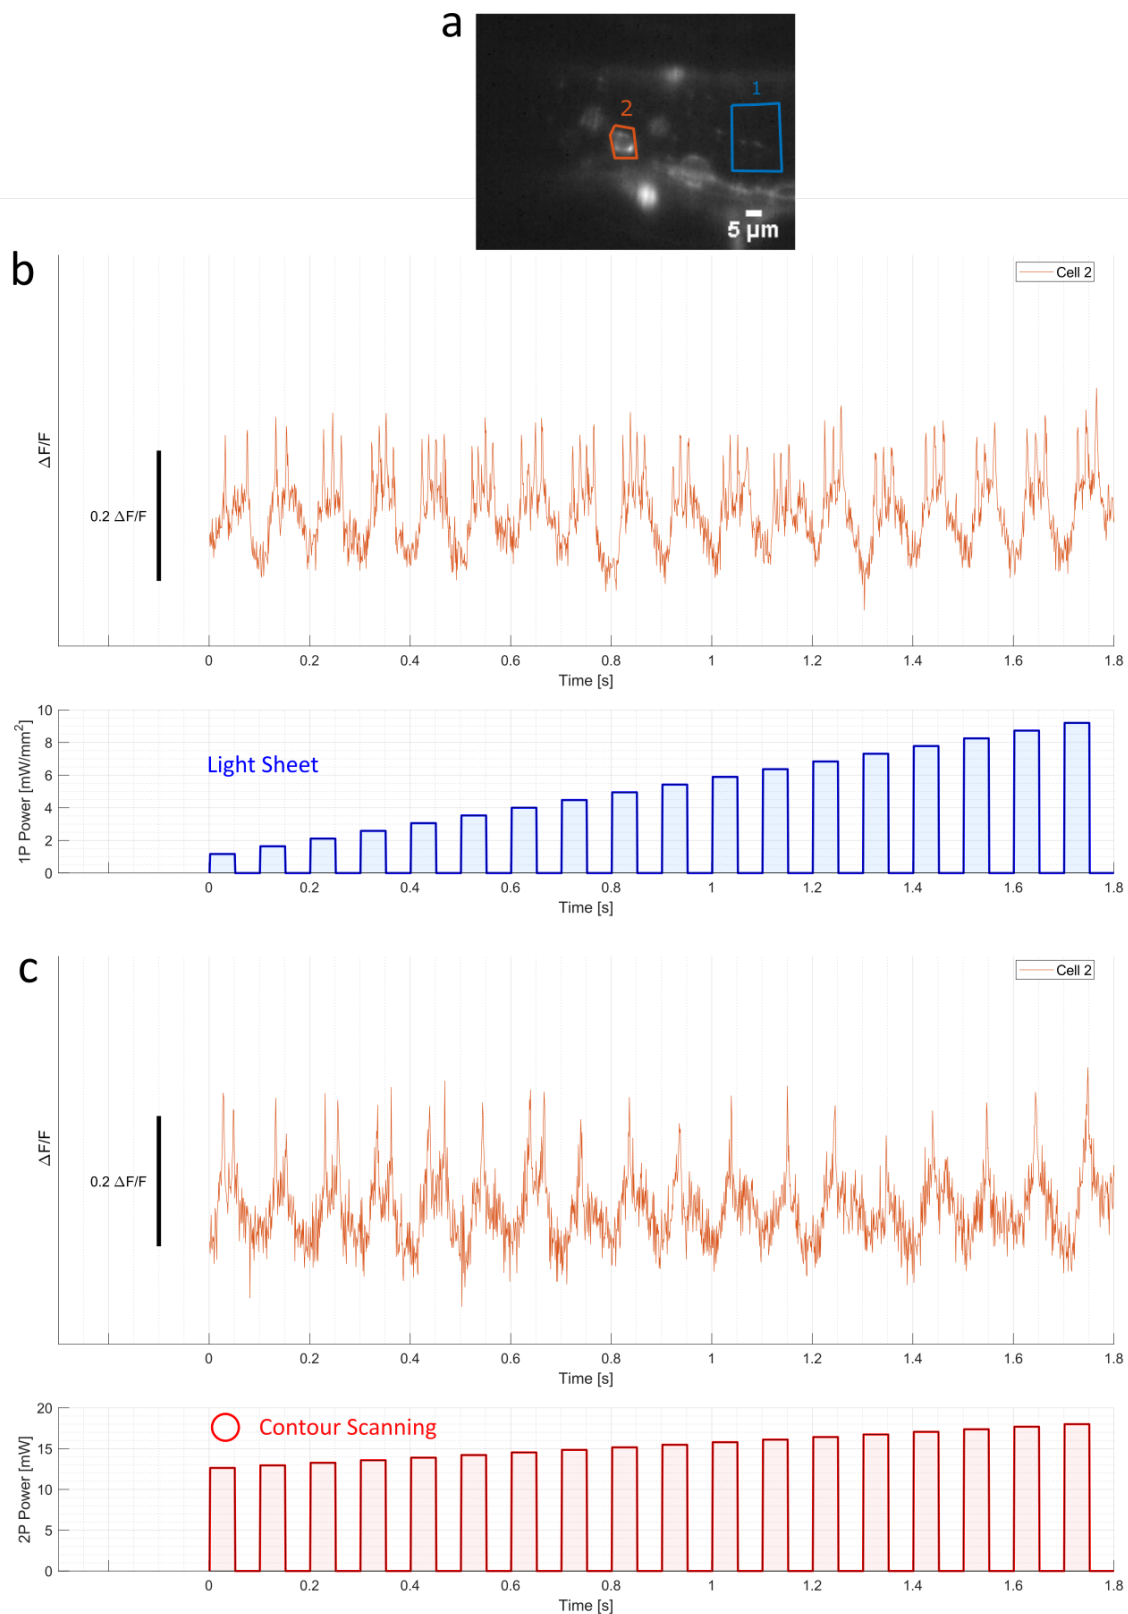 a
1
2
5 µm
b
Cell 2
ΔF/F
0.2 ΔF/F
0 0.2 0.4 0.6 0.8 1 1.2 1.4 1.6 1.8
Time [s]
1P Power [mW/mm²]
10
8
6
4
2
0
Light Sheet
0 0.2 0.4 0.6 0.8 1 1.2 1.4 1.6 1.8
Time [s]
c
Cell 2
ΔF/F
0.2 ΔF/F
0 0.2 0.4 0.6 0.8 1 1.2 1.4 1.6 1.8
Time [s]
2P Power [mW]
20
15
10
5
0
Contour Scanning
0 0.2 0.4 0.6 0.8 1 1.2 1.4 1.6 1.8
Time [s]